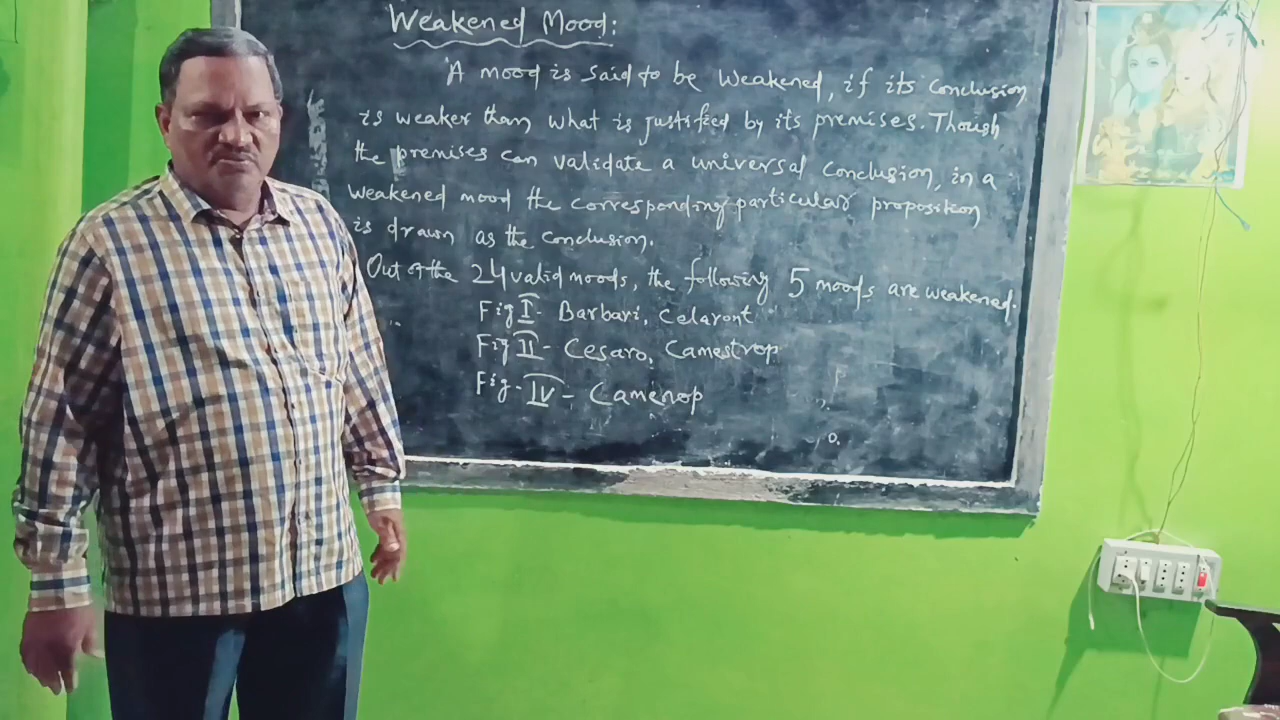 Weakened Mood:
A mood is said to be weakened, if its conclusion
is weaker than what is justified by its premises. Though
the premises can validate a universal conclusion, in a
weakened mood the corresponding particular proposition
is drawn as the conclusion.
Out of the 24 valid moods, the following 5 moods are weakened.
Fig I - Barbari, Celaront
Fig II - Cesaro, Camestrop
Fig - IV - Camenop